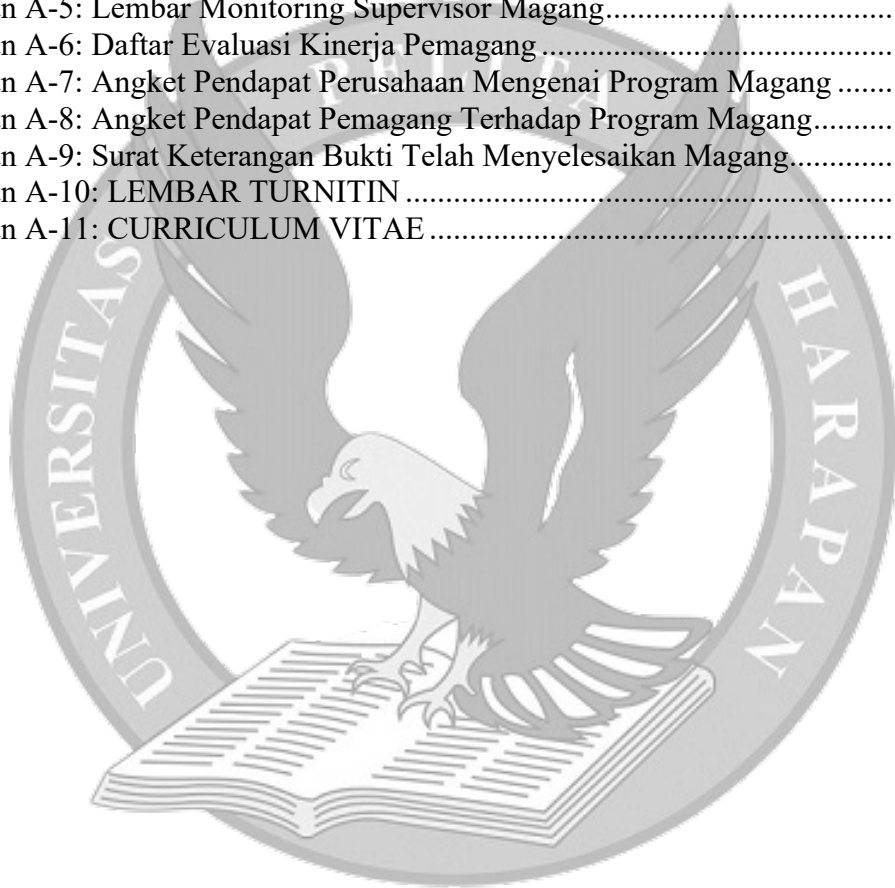 n A-5: Lembar Monitoring Supervisor Magang....................................
n A-6: Daftar Evaluasi Kinerja Pemagang.............................................
n A-7: Angket Pendapat Perusahaan Mengenai Program Magang.......
n A-8: Angket Pendapat Pemagang Terhadap Program Magang..........
n A-9: Surat Keterangan Bukti Telah Menyelesaikan Magang.............
n A-10: LEMBAR TURNITIN..............................................................
n A-11: CURRICULUM VITAE...........................................................
UNIVERSITAS PELITA HARAPAN